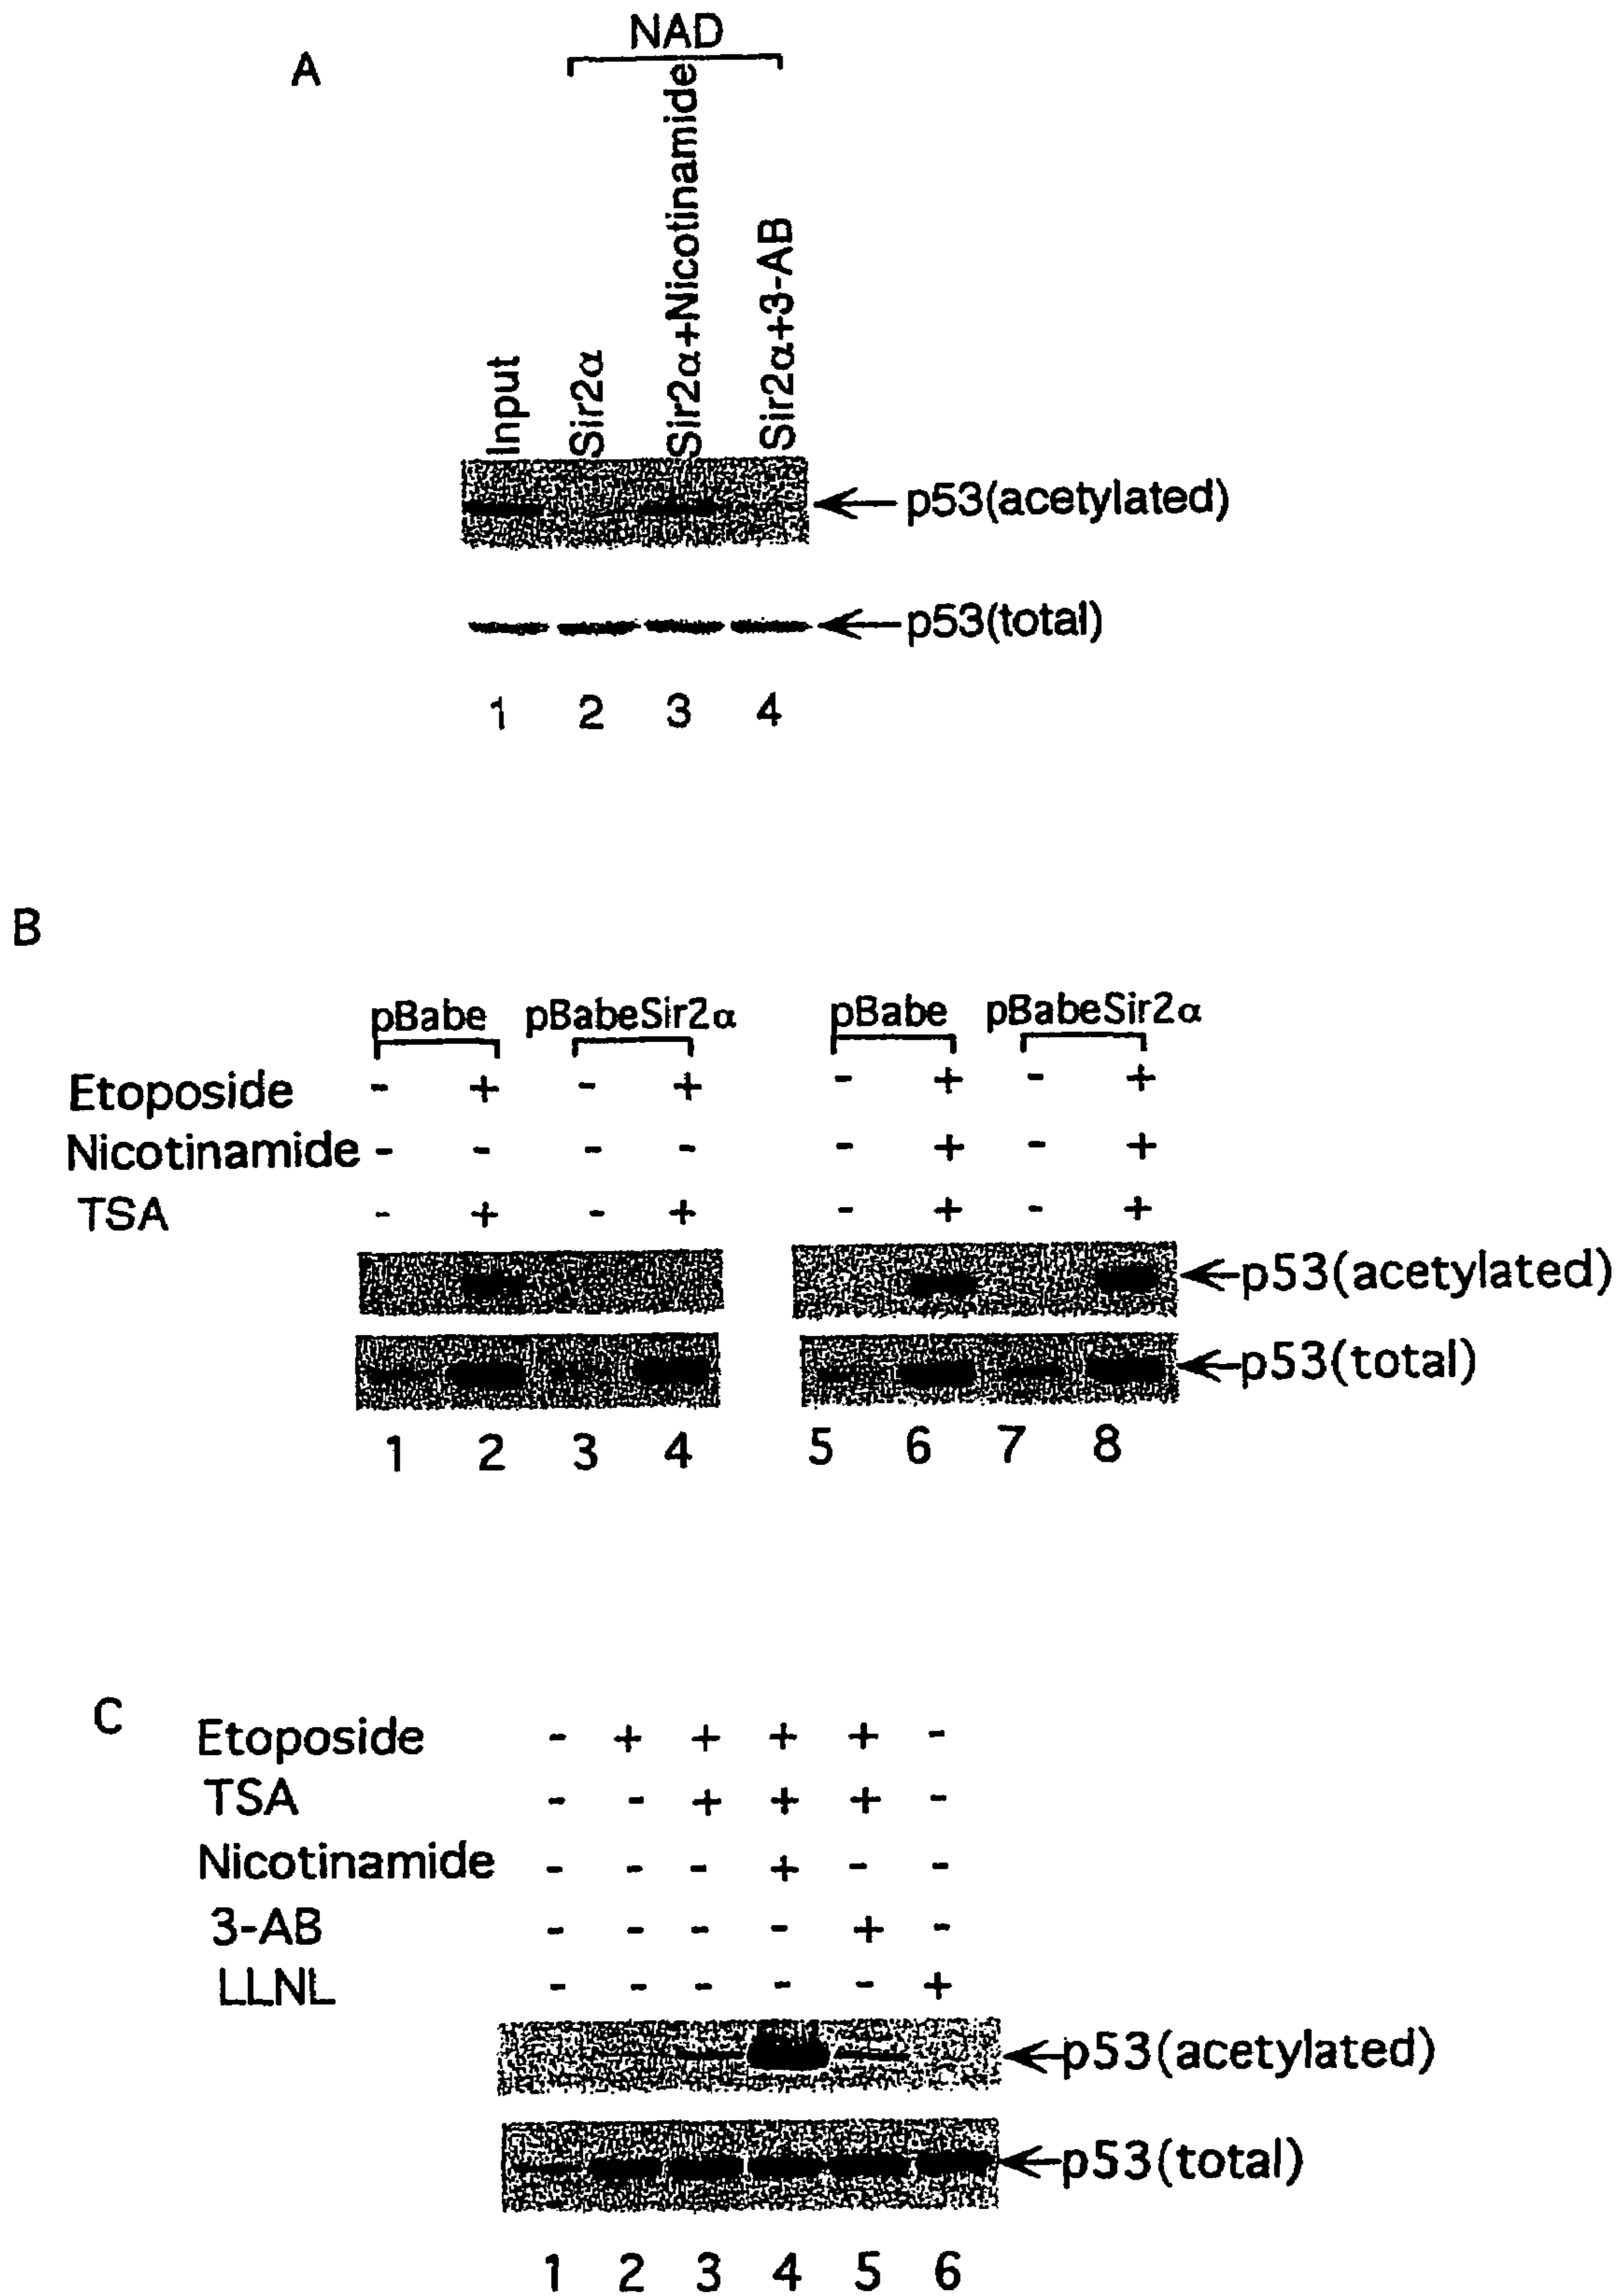 A
NAD
Input
Sir2α
Sir2α+Nicotinamide
Sir2α+3-AB
p53(acetylated)
p53(total)
1 2 3 4
B
pBabe pBabeSir2α pBabe pBabeSir2α
Etoposide - + - + - + - +
Nicotinamide - - - - - + - +
TSA - + - + - + - +
p53(acetylated)
p53(total)
1 2 3 4 5 6 7 8
C
Etoposide - + + + + -
TSA - - + + + -
Nicotinamide - - - + - -
3-AB - - - - + -
LLNL - - - - - +
p53(acetylated)
p53(total)
1 2 3 4 5 6